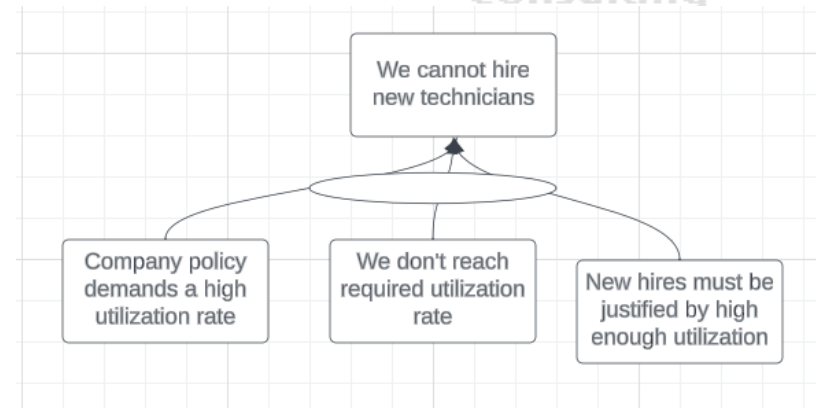 We cannot hire
new technicians
Company policy
demands a high
utilization rate
We don't reach
required utilization
rate
New hires must be
justified by high
enough utilization